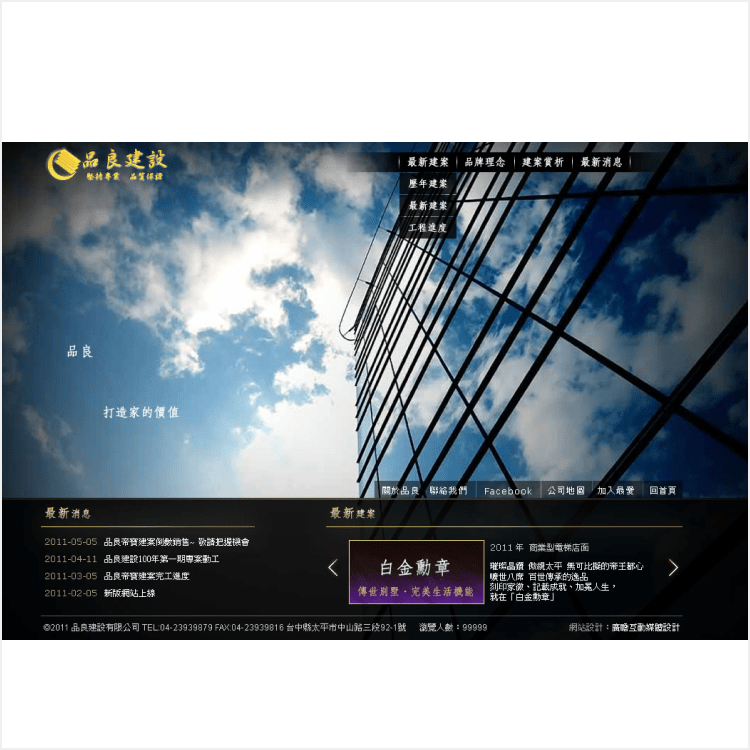 品良建設
堅持專業 品質保證
最新建案 品牌理念 建案賞析 最新消息
歷年建案
最新建案
工程進度
品良
打造家的價值
關於品良 聯絡我們 Facebook 公司地圖 加入最愛 回首頁
最新消息
2011-05-05 品良帝寶建案倒數銷售~ 敬請把握機會
2011-04-11 品良建設100年第一期專案動工
2011-03-05 品良帝寶建案完工進度
2011-02-05 新版網站上線
最新建案
白金勳章
傳世別墅・完美生活機能
2011 年 商業型電梯店面
璀璨晶鑽 傲視太平 無可比擬的帝王都心
曠世八席 百世傳承的逸品
刻印家徽、記載成就、加冕人生，
就在「白金勳章」
©2011 品良建設有限公司 TEL:04-23939879 FAX:04-23939816 台中縣太平市中山路三段92-1號 瀏覽人數：99999
網站設計：廣瞻互動媒體設計